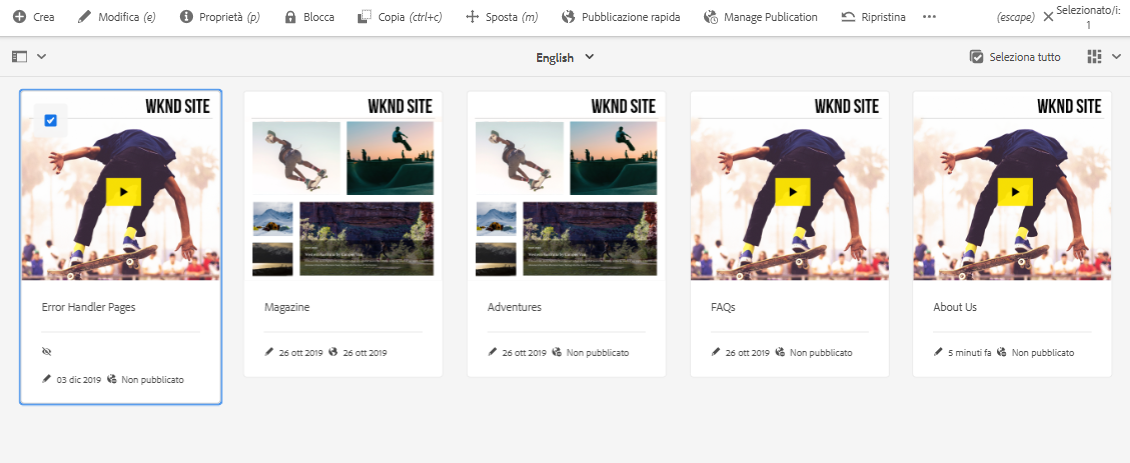 Crea Modifica (e) Proprietà (p) Blocca Copia (ctrl+c) Sposta (m) Pubblicazione rapida Manage Publication Ripristina ••• (escape) Selezionato/i:
1
English Seleziona tutto
WKND SITE WKND SITE WKND SITE WKND SITE WKND SITE
Error Handler Pages Magazine Adventures FAQs About Us
26 ott 2019 26 ott 2019 26 ott 2019 Non pubblicato 26 ott 2019 Non pubblicato 5 minuti fa Non pubblicato
03 dic 2019 Non pubblicato